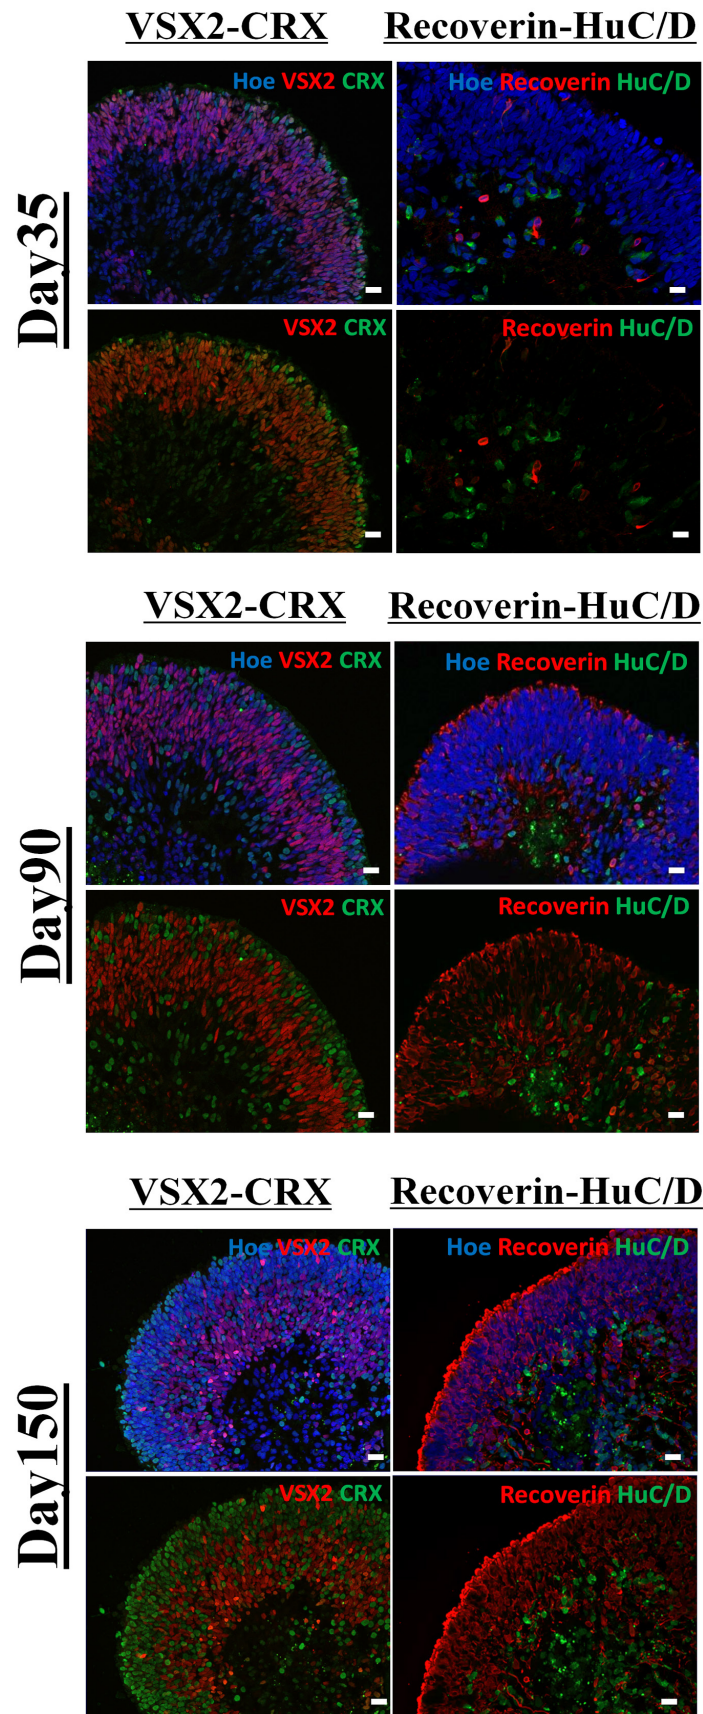 VSX2-CRX
Recoverin-HuC/D
Day35
Hoe VSX2 CRX
Hoe Recoverin HuC/D
VSX2 CRX
Recoverin HuC/D
VSX2-CRX
Recoverin-HuC/D
Day90
Hoe VSX2 CRX
Hoe Recoverin HuC/D
VSX2 CRX
Recoverin HuC/D
VSX2-CRX
Recoverin-HuC/D
Day150
Hoe VSX2 CRX
Hoe Recoverin HuC/D
VSX2 CRX
Recoverin HuC/D